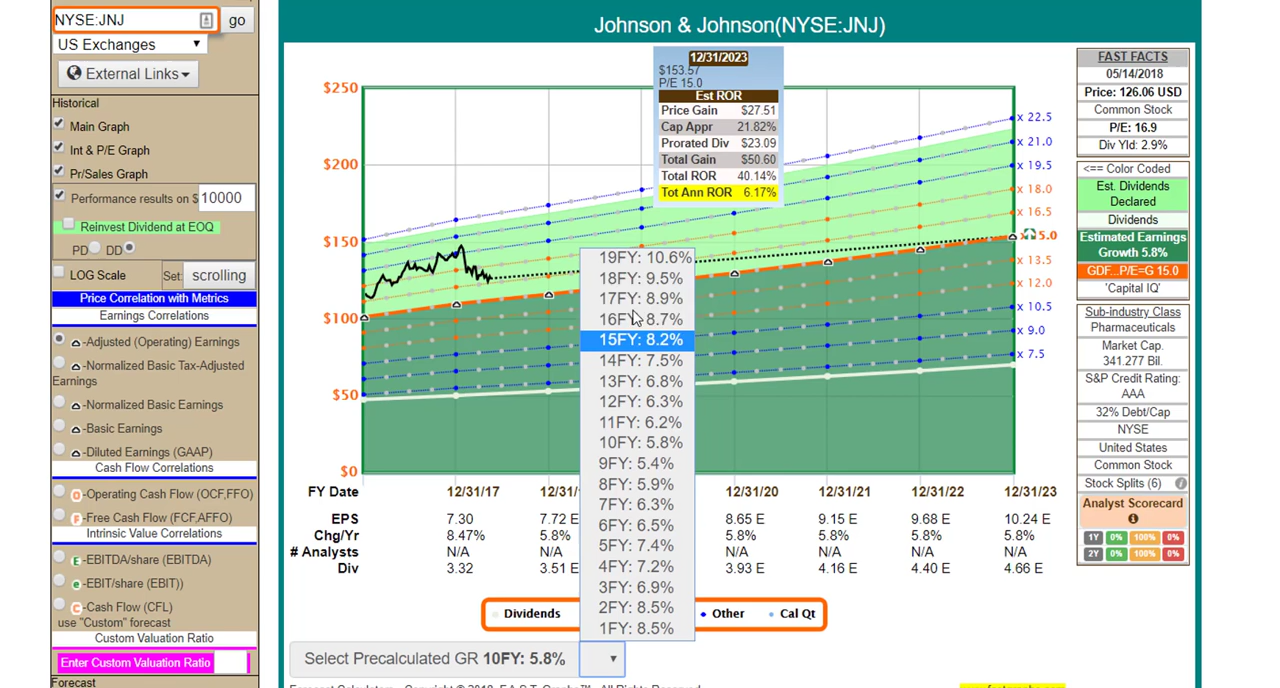 NYSE:JNJ
go
US Exchanges
External Links
Historical
Main Graph
Int & P/E Graph
Pr/Sales Graph
Performance results on $ 10000
Reinvest Dividend at EOQ
PD DD
LOG Scale
Set: scrolling
Price Correlation with Metrics
Earnings Correlations
-Adjusted (Operating) Earnings
-Normalized Basic Tax-Adjusted
Earnings
-Normalized Basic Earnings
-Basic Earnings
-Diluted Earnings (GAAP)
Cash Flow Correlations
O -Operating Cash Flow (OCF,FFO)
F -Free Cash Flow (FCF,AFFO)
Intrinsic Value Correlations
E -EBITDA/share (EBITDA)
e -EBIT/share (EBIT))
C -Cash Flow (CFL)
use "Custom" forecast
Custom Valuation Ratio
Enter Custom Valuation Ratio
Forecast
Johnson & Johnson(NYSE:JNJ)
12/31/2023
$153.57
P/E 15.0
Est ROR
Price Gain $27.51
Cap Appr 21.82%
Prorated Div $23.09
Total Gain $50.60
Total ROR 40.14%
Tot Ann ROR 6.17%
$250
$200
$150
$100
$50
$0
x 22.5
x 21.0
x 19.5
x 18.0
x 16.5
5.0
x 13.5
x 12.0
x 10.5
x 9.0
x 7.5
19FY: 10.6%
18FY: 9.5%
17FY: 8.9%
16FY: 8.7%
15FY: 8.2%
14FY: 7.5%
13FY: 6.8%
12FY: 6.3%
11FY: 6.2%
10FY: 5.8%
9FY: 5.4%
8FY: 5.9%
7FY: 6.3%
6FY: 6.5%
5FY: 7.4%
4FY: 7.2%
3FY: 6.9%
2FY: 8.5%
1FY: 8.5%
FY Date 12/31/17 12/31/ 12/31/20 12/31/21 12/31/22 12/31/23
EPS 7.30 7.72 E 8.65 E 9.15 E 9.68 E 10.24 E
Chg/Yr 8.47% 5.8% 5.8% 5.8% 5.8% 5.8%
# Analysts N/A N/A N/A N/A N/A N/A
Div 3.32 3.51 E 3.93 E 4.16 E 4.40 E 4.66 E
Dividends Other Cal Qt
Select Precalculated GR 10FY: 5.8%
FAST FACTS
05/14/2018
Price: 126.06 USD
Common Stock
P/E: 16.9
Div Yld: 2.9%
<== Color Coded
Est. Dividends
Declared
Dividends
Estimated Earnings
Growth 5.8%
GDF...P/E=G 15.0
'Capital IQ'
Sub-industry Class
Pharmaceuticals
Market Cap.
341.277 Bil.
S&P Credit Rating:
AAA
32% Debt/Cap
NYSE
United States
Common Stock
Stock Splits (6)
Analyst Scorecard
1Y 0% 100% 0%
2Y 0% 100% 0%